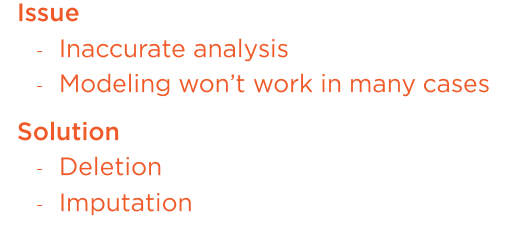 Issue
- Inaccurate analysis
- Modeling won’t work in many cases
Solution
- Deletion
- Imputation